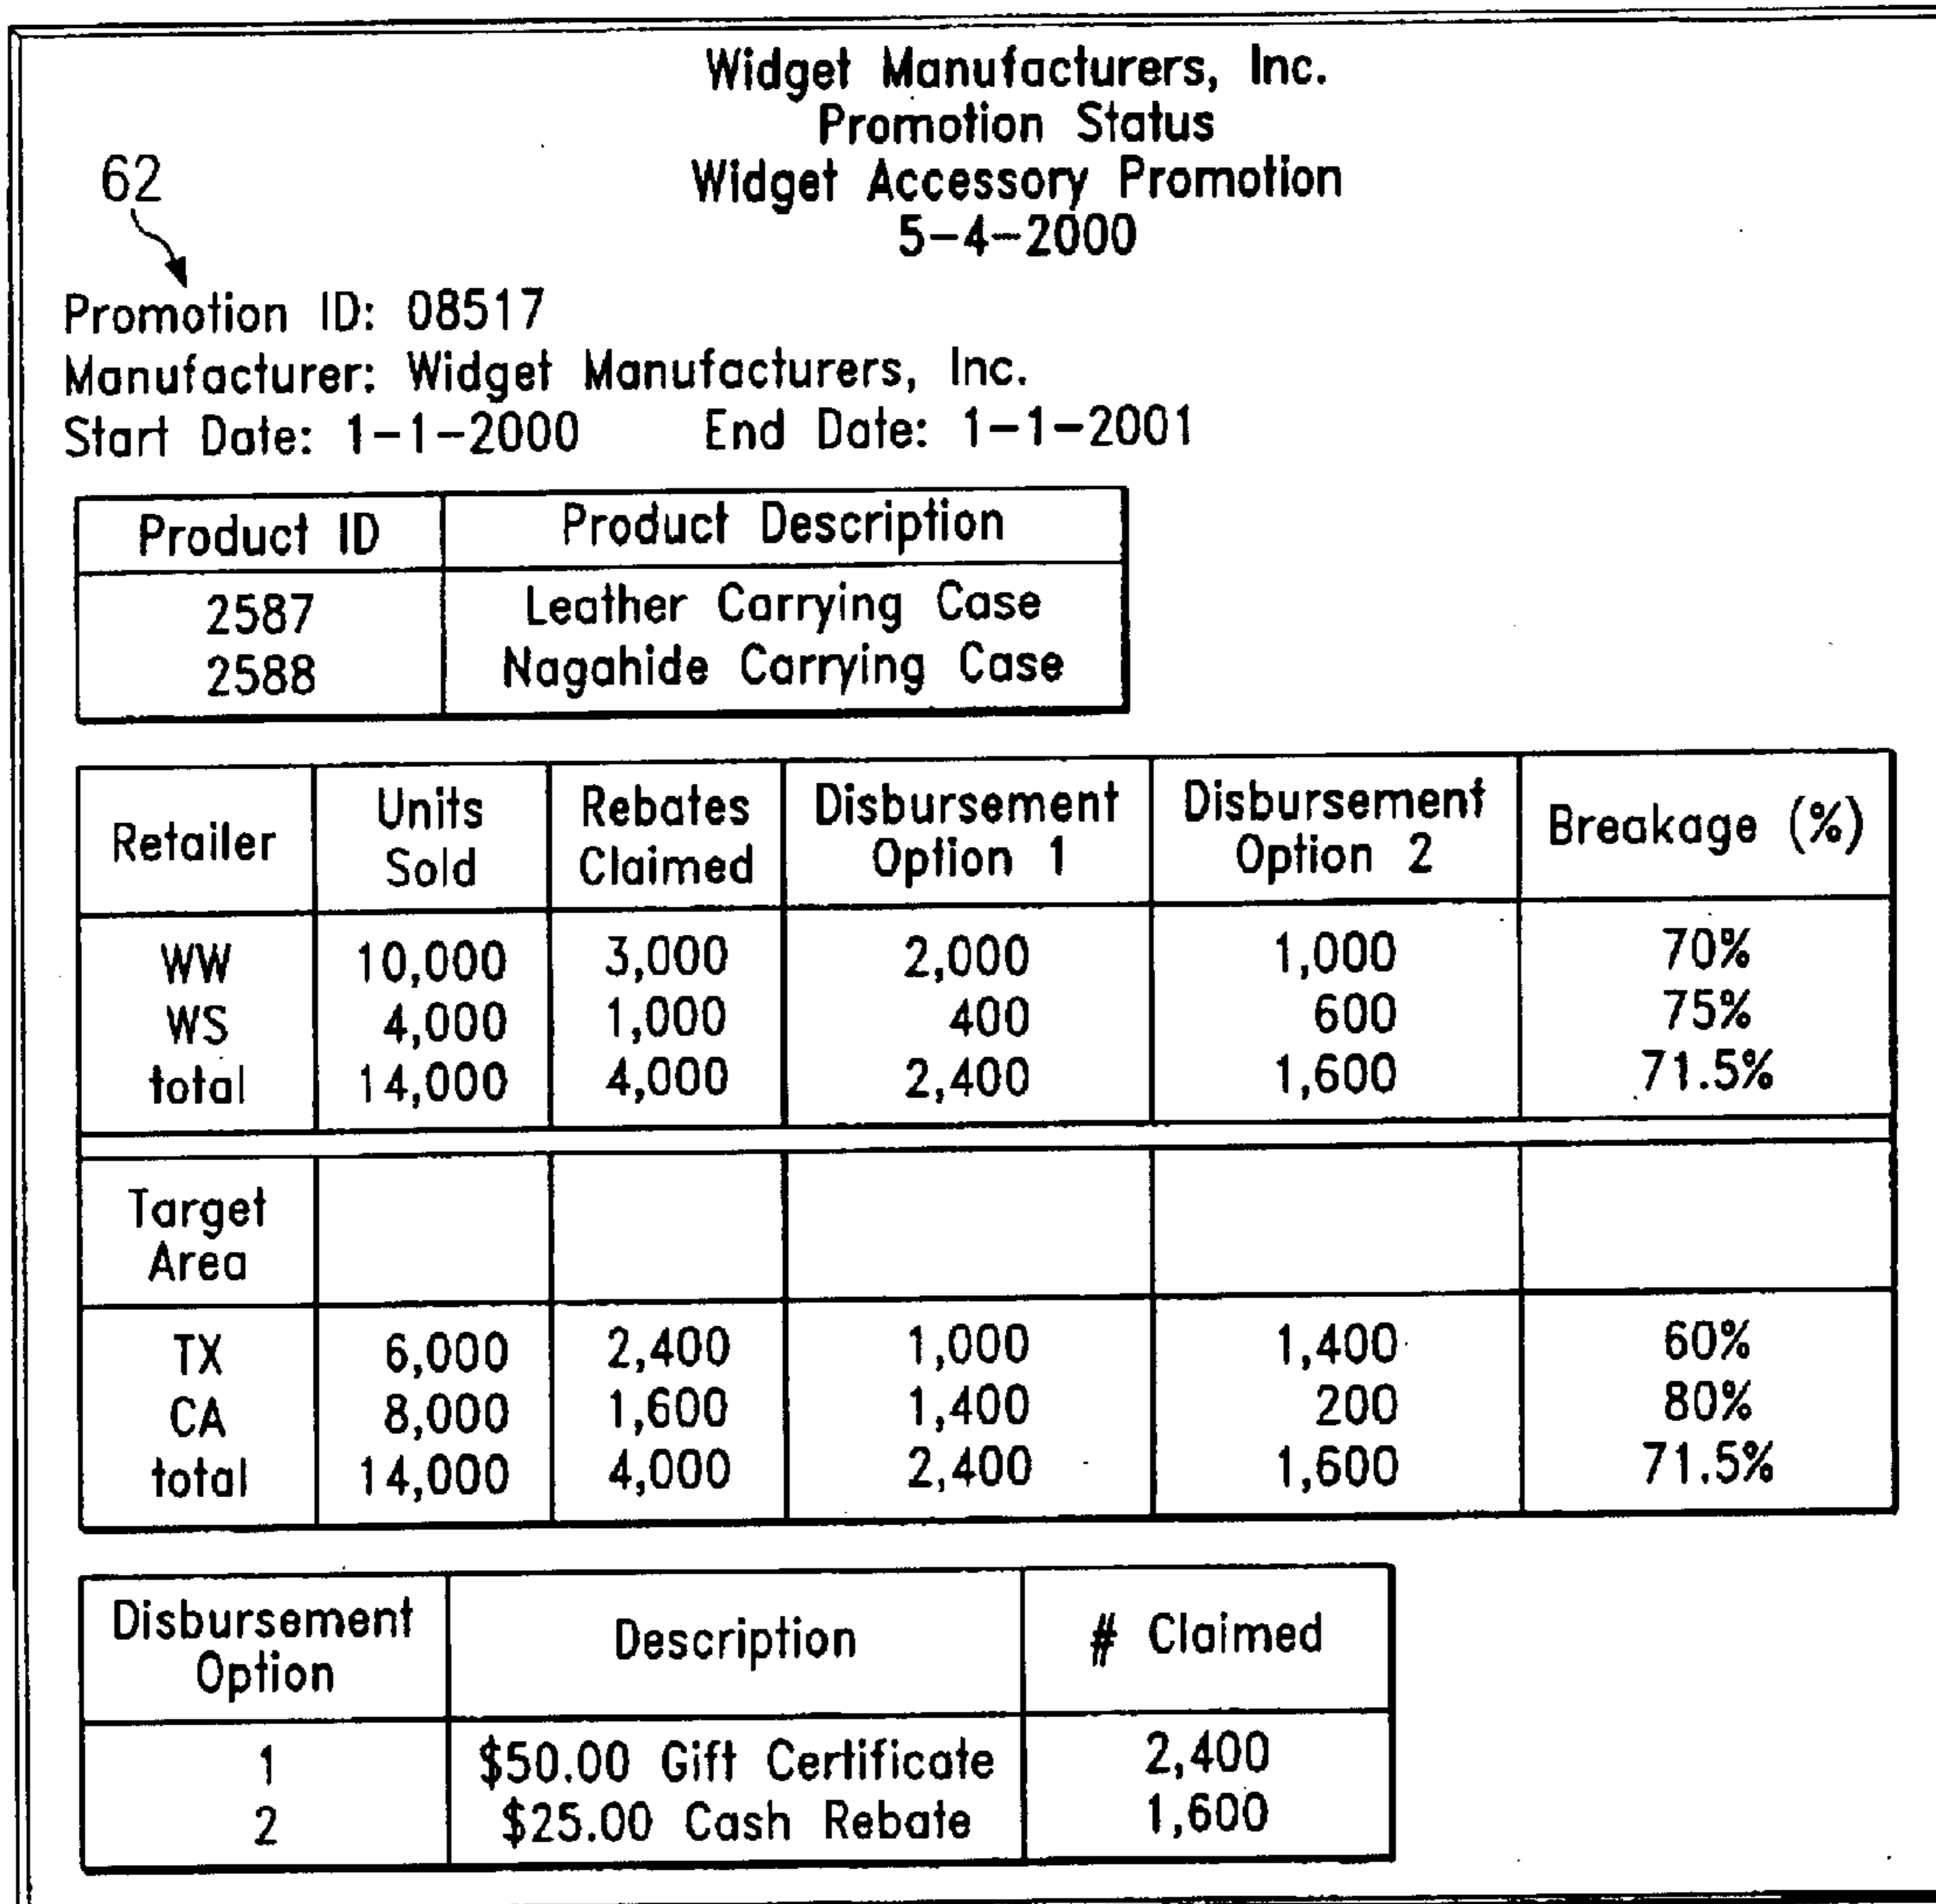 Widget Manufacturers, Inc.
Promotion Status
Widget Accessory Promotion
5-4-2000
62
Promotion ID: 08517
Manufacturer: Widget Manufacturers, Inc.
Start Date: 1-1-2000 End Date: 1-1-2001
Product ID Product Description
2587 Leather Carrying Case
2588 Nagahide Carrying Case
Retailer Units Sold Rebates Claimed Disbursement Option 1 Disbursement Option 2 Breakage (%)
WW 10,000 3,000 2,000 1,000 70%
WS 4,000 1,000 400 600 75%
total 14,000 4,000 2,400 1,600 71.5%
Target Area
TX 6,000 2,400 1,000 1,400 60%
CA 8,000 1,600 1,400 200 80%
total 14,000 4,000 2,400 1,600 71.5%
Disbursement Option Description # Claimed
1 $50.00 Gift Certificate 2,400
2 $25.00 Cash Rebate 1,600